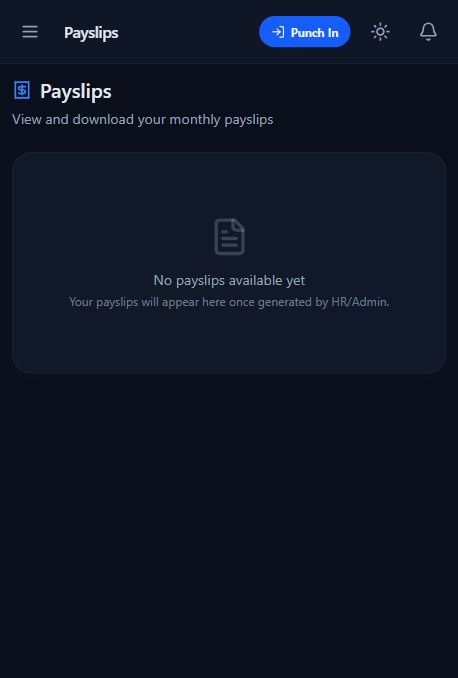 Payslips
Punch In
Payslips
View and download your monthly payslips
No payslips available yet
Your payslips will appear here once generated by HR/Admin.